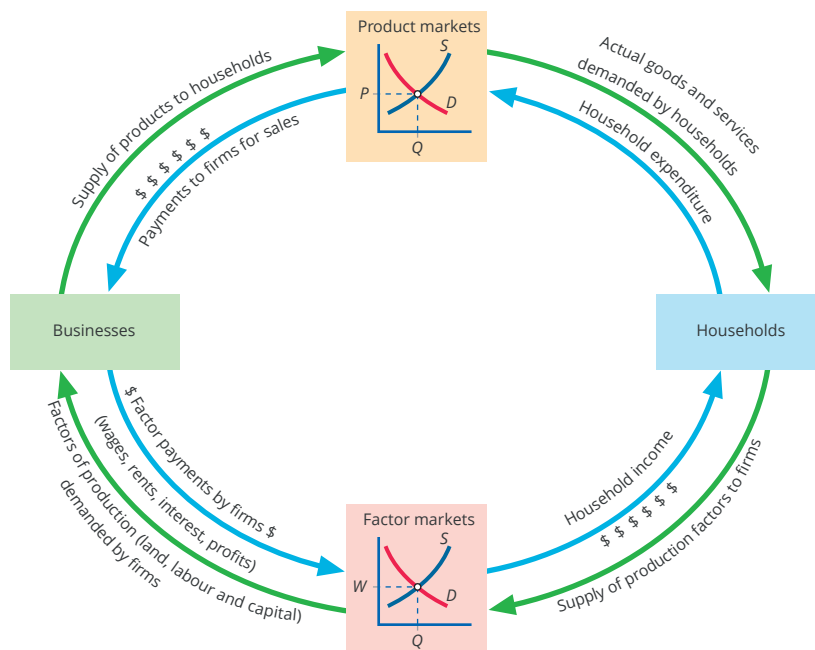 Product markets
S
P
D
Q
Supply of products to households
$ $ $ $ $ $
Payments to firms for sales
Actual goods and services
demanded by households
Household expenditure
Businesses
Households
$ Factor payments by firms $
(wages, rents, interest, profits)
Factors of production (land, labour and capital)
demanded by firms
Household income
$ $ $ $ $ $
Supply of production factors to firms
Factor markets
S
W
D
Q